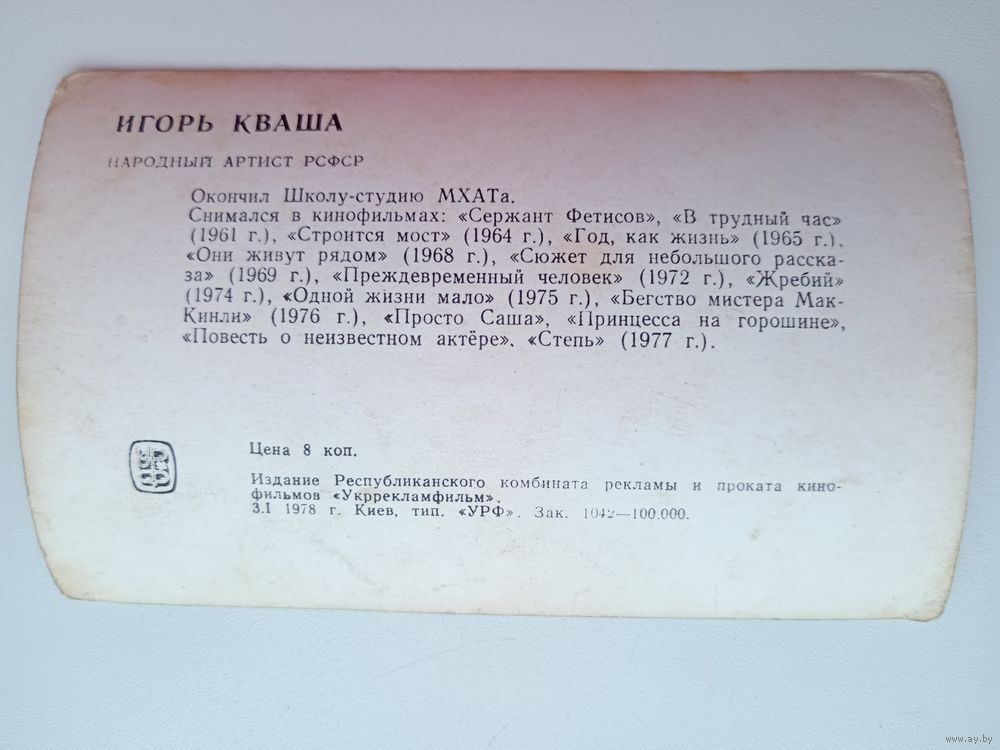 ИГОРЬ КВАША
НАРОДНЫЙ АРТИСТ РСФСР
Окончил Школу-студию МХАТа.
Снимался в кинофильмах: «Сержант Фетисов», «В трудный час»
(1961 г.), «Строится мост» (1964 г.), «Год, как жизнь» (1965 г.),
«Они живут рядом» (1968 г.), «Сюжет для небольшого расска-
за» (1969 г.), «Преждевременный человек» (1972 г.), «Жребий»
(1974 г.), «Одной жизни мало» (1975 г.), «Бегство мистера Мак-
Кинли» (1976 г.), «Просто Саша», «Принцесса на горошине»,
«Повесть о неизвестном актёре». «Степь» (1977 г.).
Цена 8 коп.
Издание Республиканского комбината рекламы и проката кино-
фильмов «Укррекламфильм».
3.I 1978 г. Киев, тип. «УРФ». Зак. 1042—100.000.
www.ay.by